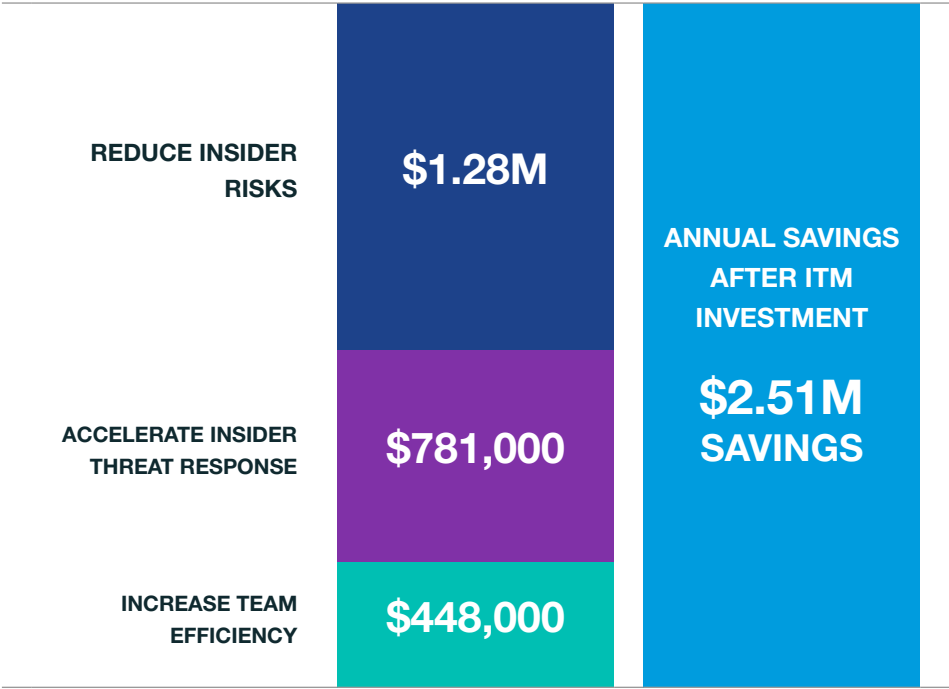 REDUCE INSIDER
RISKS
$1.28M
ACCELERATE INSIDER
THREAT RESPONSE
$781,000
INCREASE TEAM
EFFICIENCY
$448,000
ANNUAL SAVINGS
AFTER ITM
INVESTMENT
$2.51M
SAVINGS